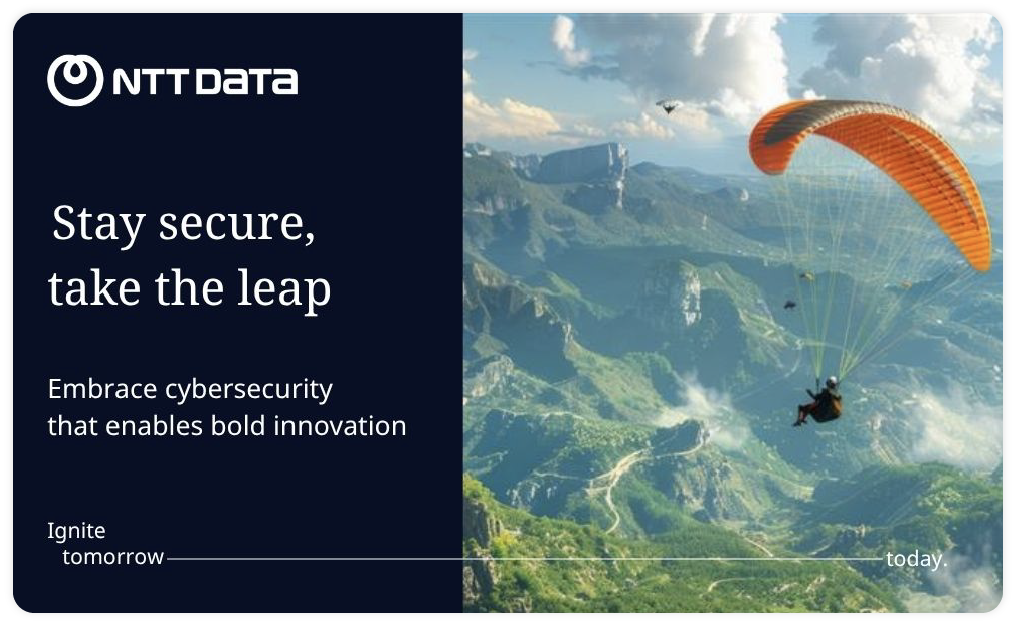 NTT DATA
Stay secure,
take the leap
Embrace cybersecurity
that enables bold innovation
Ignite
tomorrow
today.